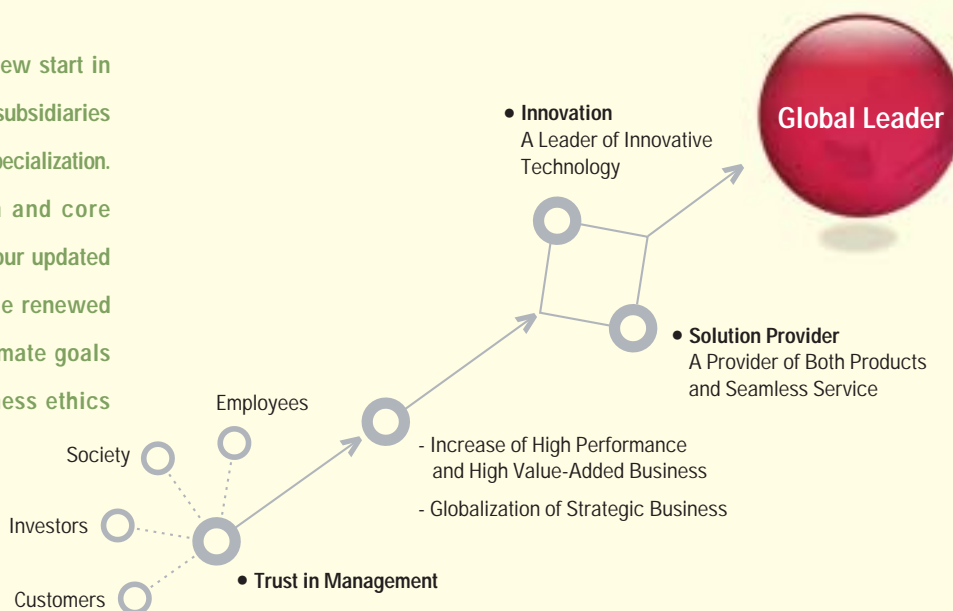 ew start in
subsidiaries
pecialization.
and core
our updated
e renewed
mate goals
ness ethics
• Innovation
A Leader of Innovative
Technology
Global Leader
• Solution Provider
A Provider of Both Products
and Seamless Service
- Increase of High Performance
and High Value-Added Business
- Globalization of Strategic Business
Employees
Society
Investors
Customers
• Trust in Management